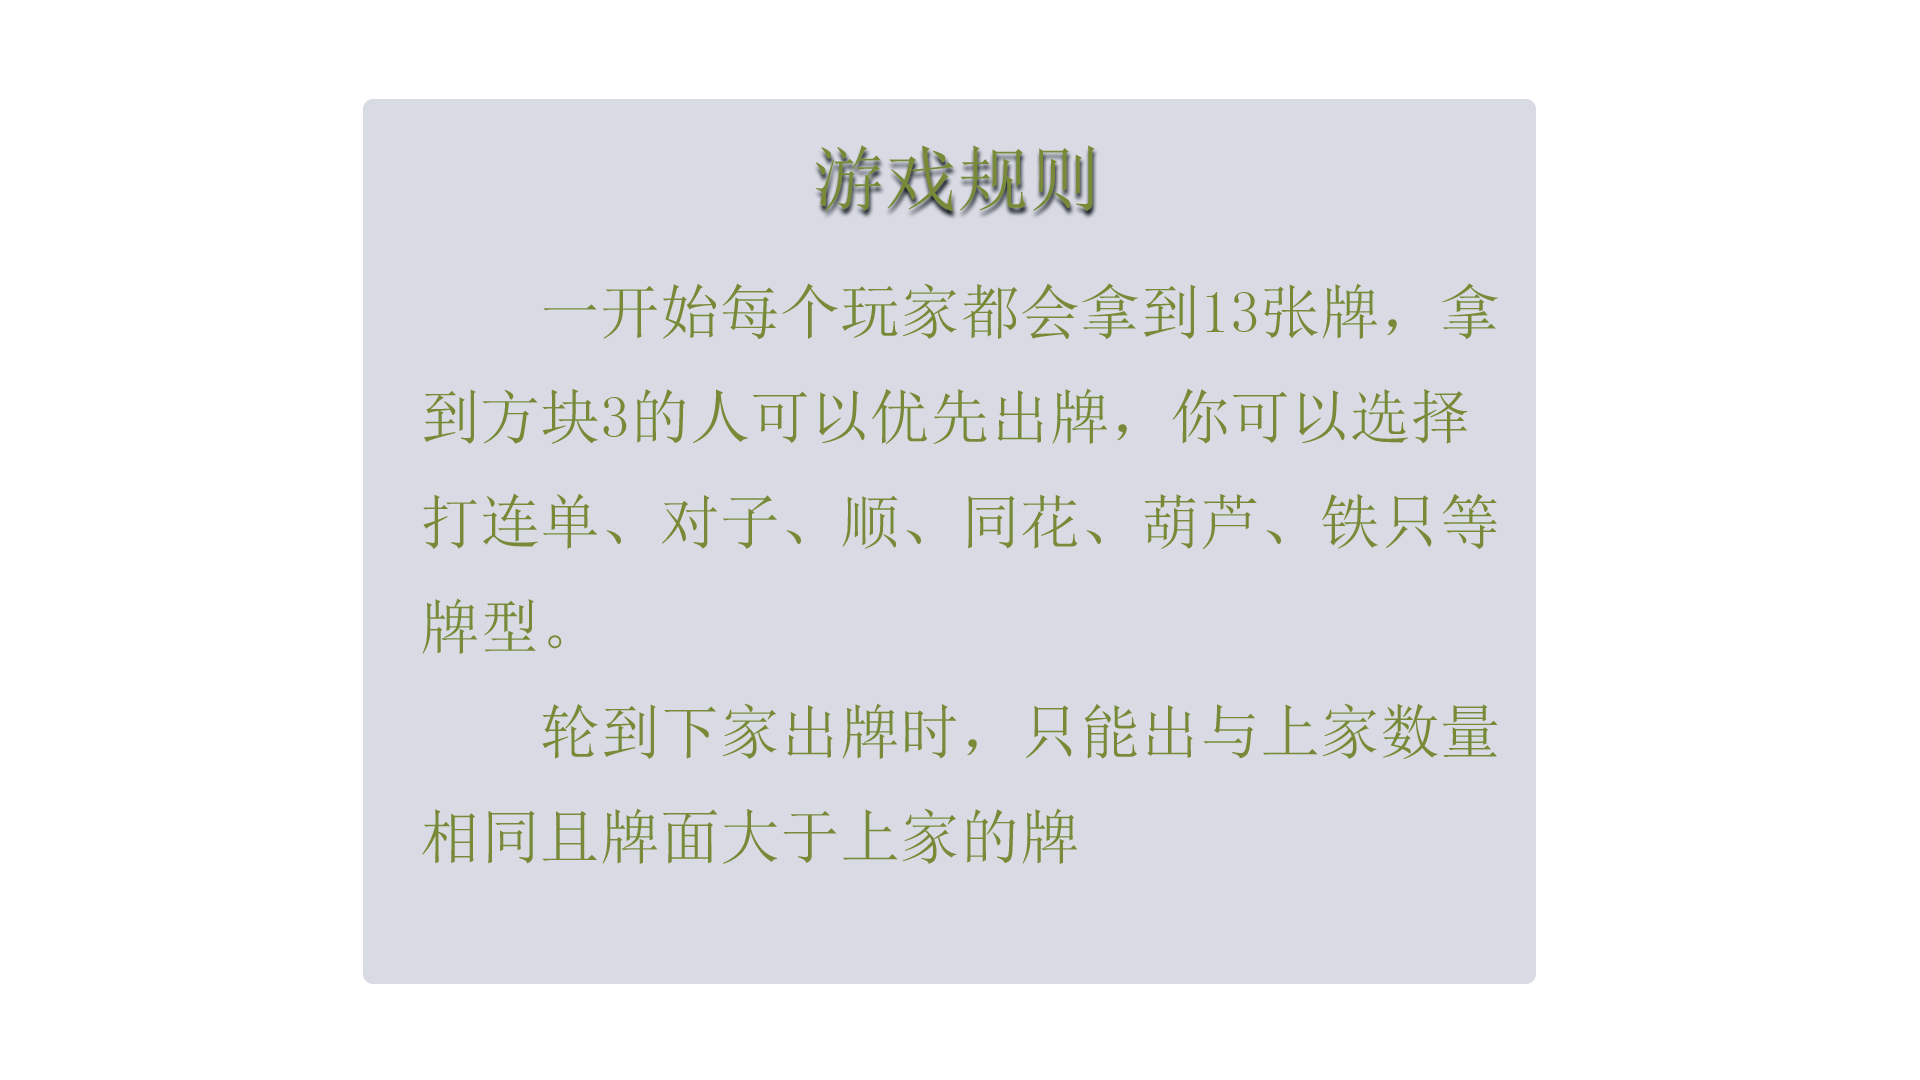 游戏规则
一开始每个玩家都会拿到13张牌，拿
到方块3的人可以优先出牌，你可以选择
打连单、对子、顺、同花、葫芦、铁只等
牌型。
轮到下家出牌时，只能出与上家数量
相同且牌面大于上家的牌